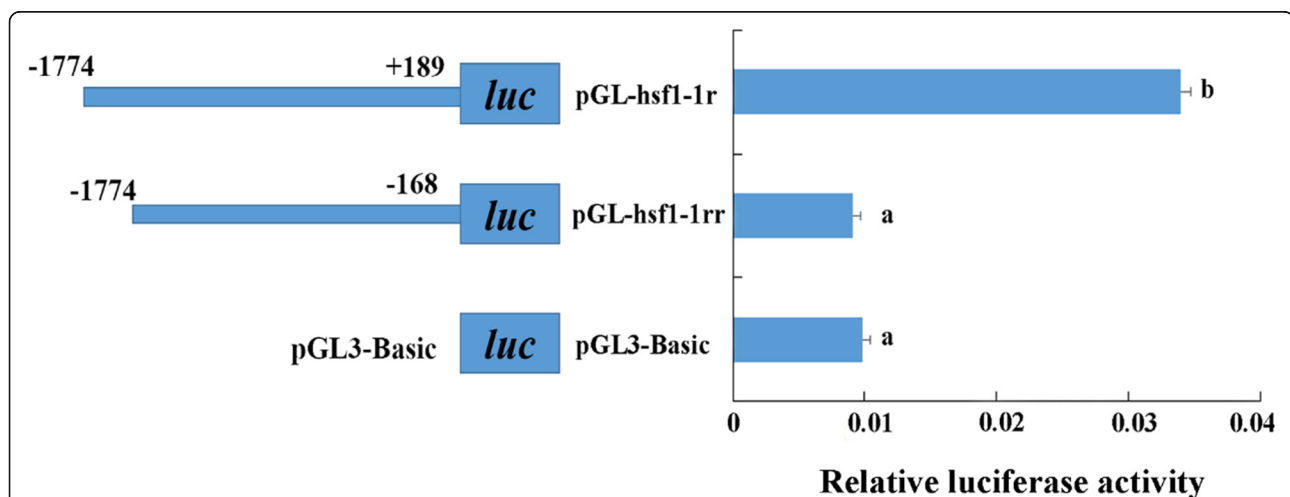 -1774 +189
luc pGL-hsf1-1r b
-1774 -168
luc pGL-hsf1-1rr a
pGL3-Basic luc pGL3-Basic a
0 0.01 0.02 0.03 0.04
Relative luciferase activity